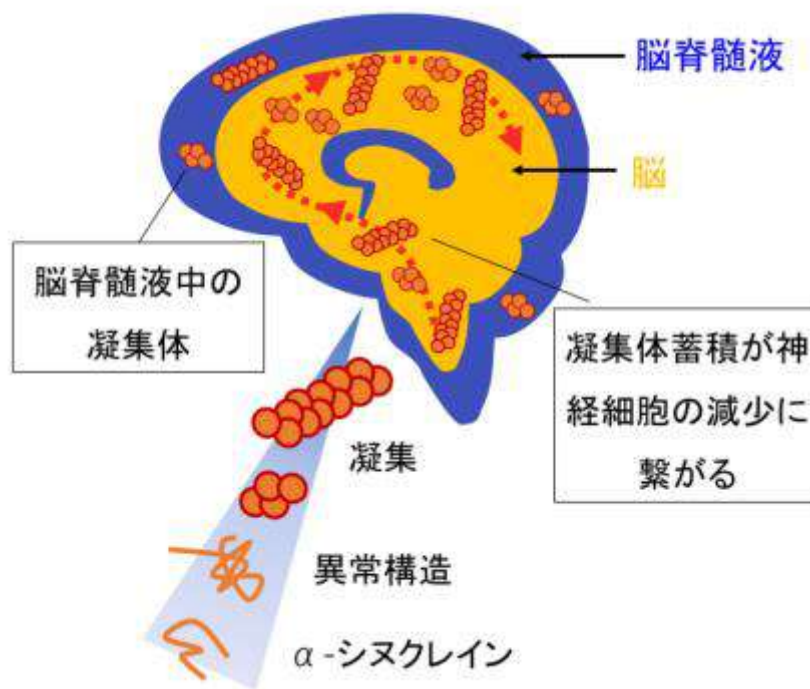 脳脊髄液
脳
脳脊髄液中の
凝集体
凝集体蓄積が神
経細胞の減少に
繋がる
凝集
異常構造
α-シヌクレイン